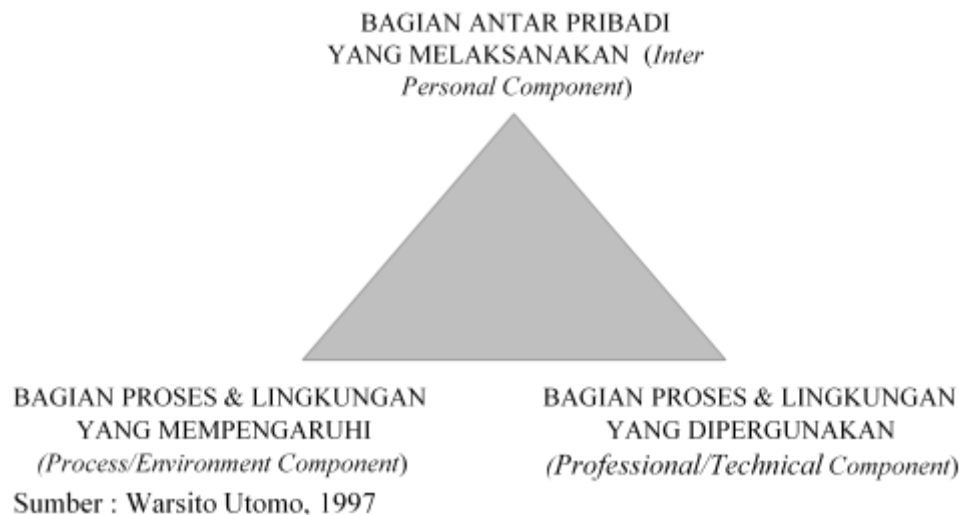 BAGIAN ANTAR PRIBADI
YANG MELAKSANAKAN (Inter
Personal Component)
BAGIAN PROSES & LINGKUNGAN
YANG MEMPENGARUHI
(Process/Environment Component)
BAGIAN PROSES & LINGKUNGAN
YANG DIPERGUNAKAN
(Professional/Technical Component)
Sumber : Warsito Utomo, 1997